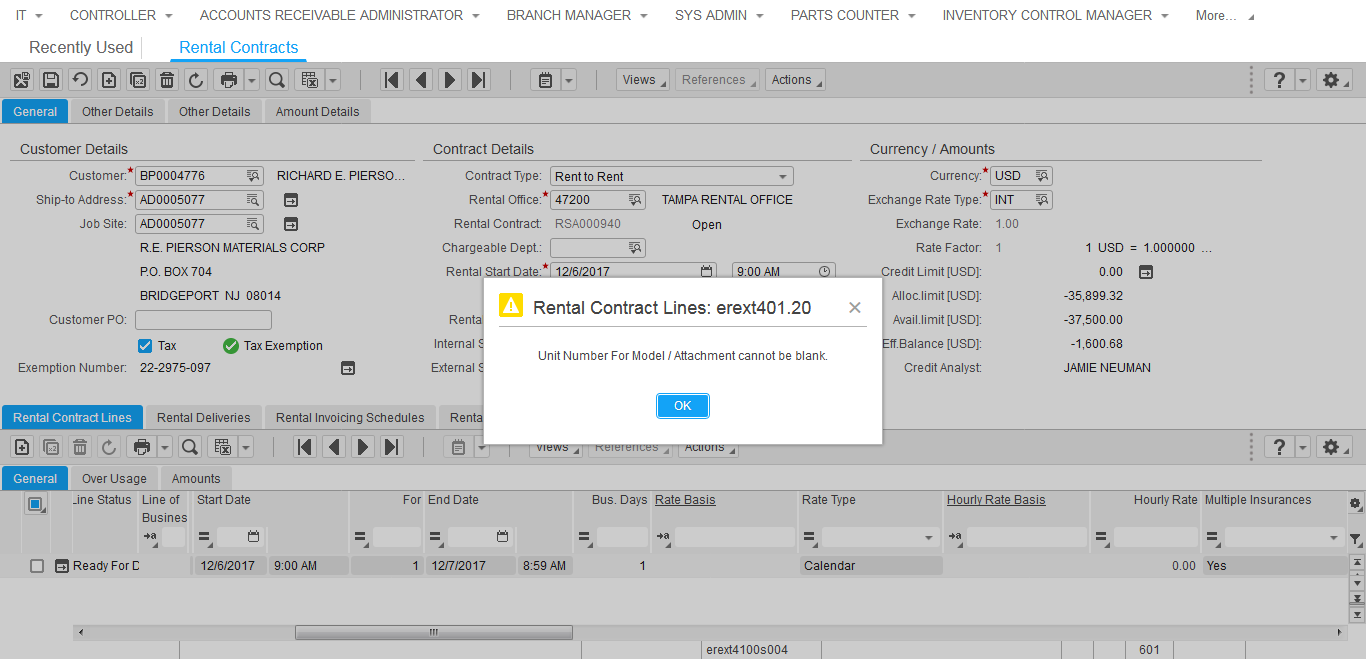 IT CONTROLLER ACCOUNTS RECEIVABLE ADMINISTRATOR BRANCH MANAGER SYS ADMIN PARTS COUNTER INVENTORY CONTROL MANAGER More...
Recently Used Rental Contracts
Views References Actions ?
General Other Details Other Details Amount Details
Customer Details Contract Details Currency / Amounts
Customer:* BP0004776 RICHARD E. PIERSO... Contract Type: Rent to Rent Currency:* USD
Ship-to Address:* AD0005077 Rental Office:* 47200 TAMPA RENTAL OFFICE Exchange Rate Type:* INT
Job Site: AD0005077 Rental Contract: RSA000940 Open Exchange Rate: 1.00
R.E. PIERSON MATERIALS CORP Chargeable Dept.: Rate Factor: 1 1 USD = 1.000000 ...
P.O. BOX 704 Rental Start Date:* 12/6/2017 9:00 AM Credit Limit [USD]: 0.00
BRIDGEPORT NJ 08014 Alloc.limit [USD]: -35,899.32
Rental Contract Lines: erext401.20
Customer PO: Renta Avail.limit [USD]: -37,500.00
Tax Tax Exemption Internal S Eff.Balance [USD]: -1,600.68
Unit Number For Model / Attachment cannot be blank.
Exemption Number: 22-2975-097 External S Credit Analyst: JAMIE NEUMAN
OK
Rental Contract Lines Rental Deliveries Rental Invoicing Schedules Renta
Views References Actions ?
General Over Usage Amounts
Line Status Line of Busines Start Date For End Date Bus. Days Rate Basis Rate Type Hourly Rate Basis Hourly Rate Multiple Insurances
Ready For D 12/6/2017 9:00 AM 1 12/7/2017 8:59 AM 1 Calendar 0.00 Yes
erext4100s004 601